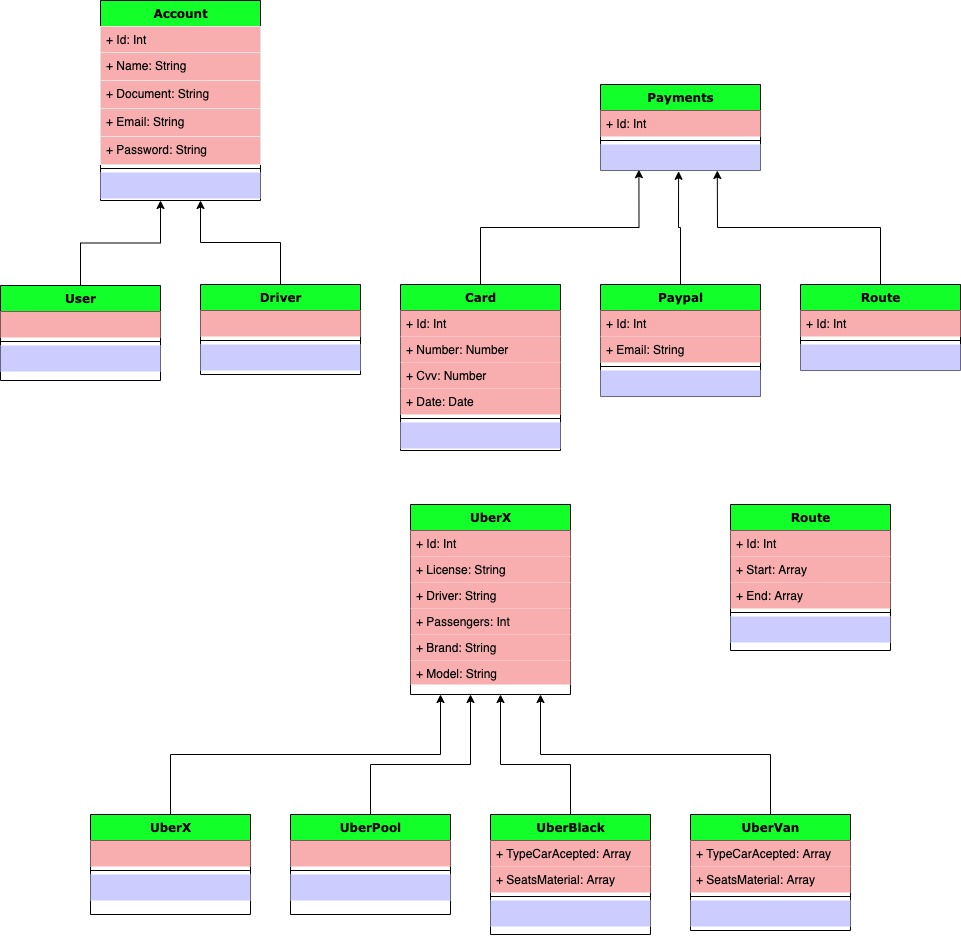 Account
+ Id: Int
+ Name: String
+ Document: String
+ Email: String
+ Password: String
Payments
+ Id: Int
User
Driver
Card
+ Id: Int
+ Number: Number
+ Cvv: Number
+ Date: Date
Paypal
+ Id: Int
+ Email: String
Route
+ Id: Int
UberX
+ Id: Int
+ License: String
+ Driver: String
+ Passengers: Int
+ Brand: String
+ Model: String
Route
+ Id: Int
+ Start: Array
+ End: Array
UberX
UberPool
UberBlack
+ TypeCarAcepted: Array
+ SeatsMaterial: Array
UberVan
+ TypeCarAcepted: Array
+ SeatsMaterial: Array